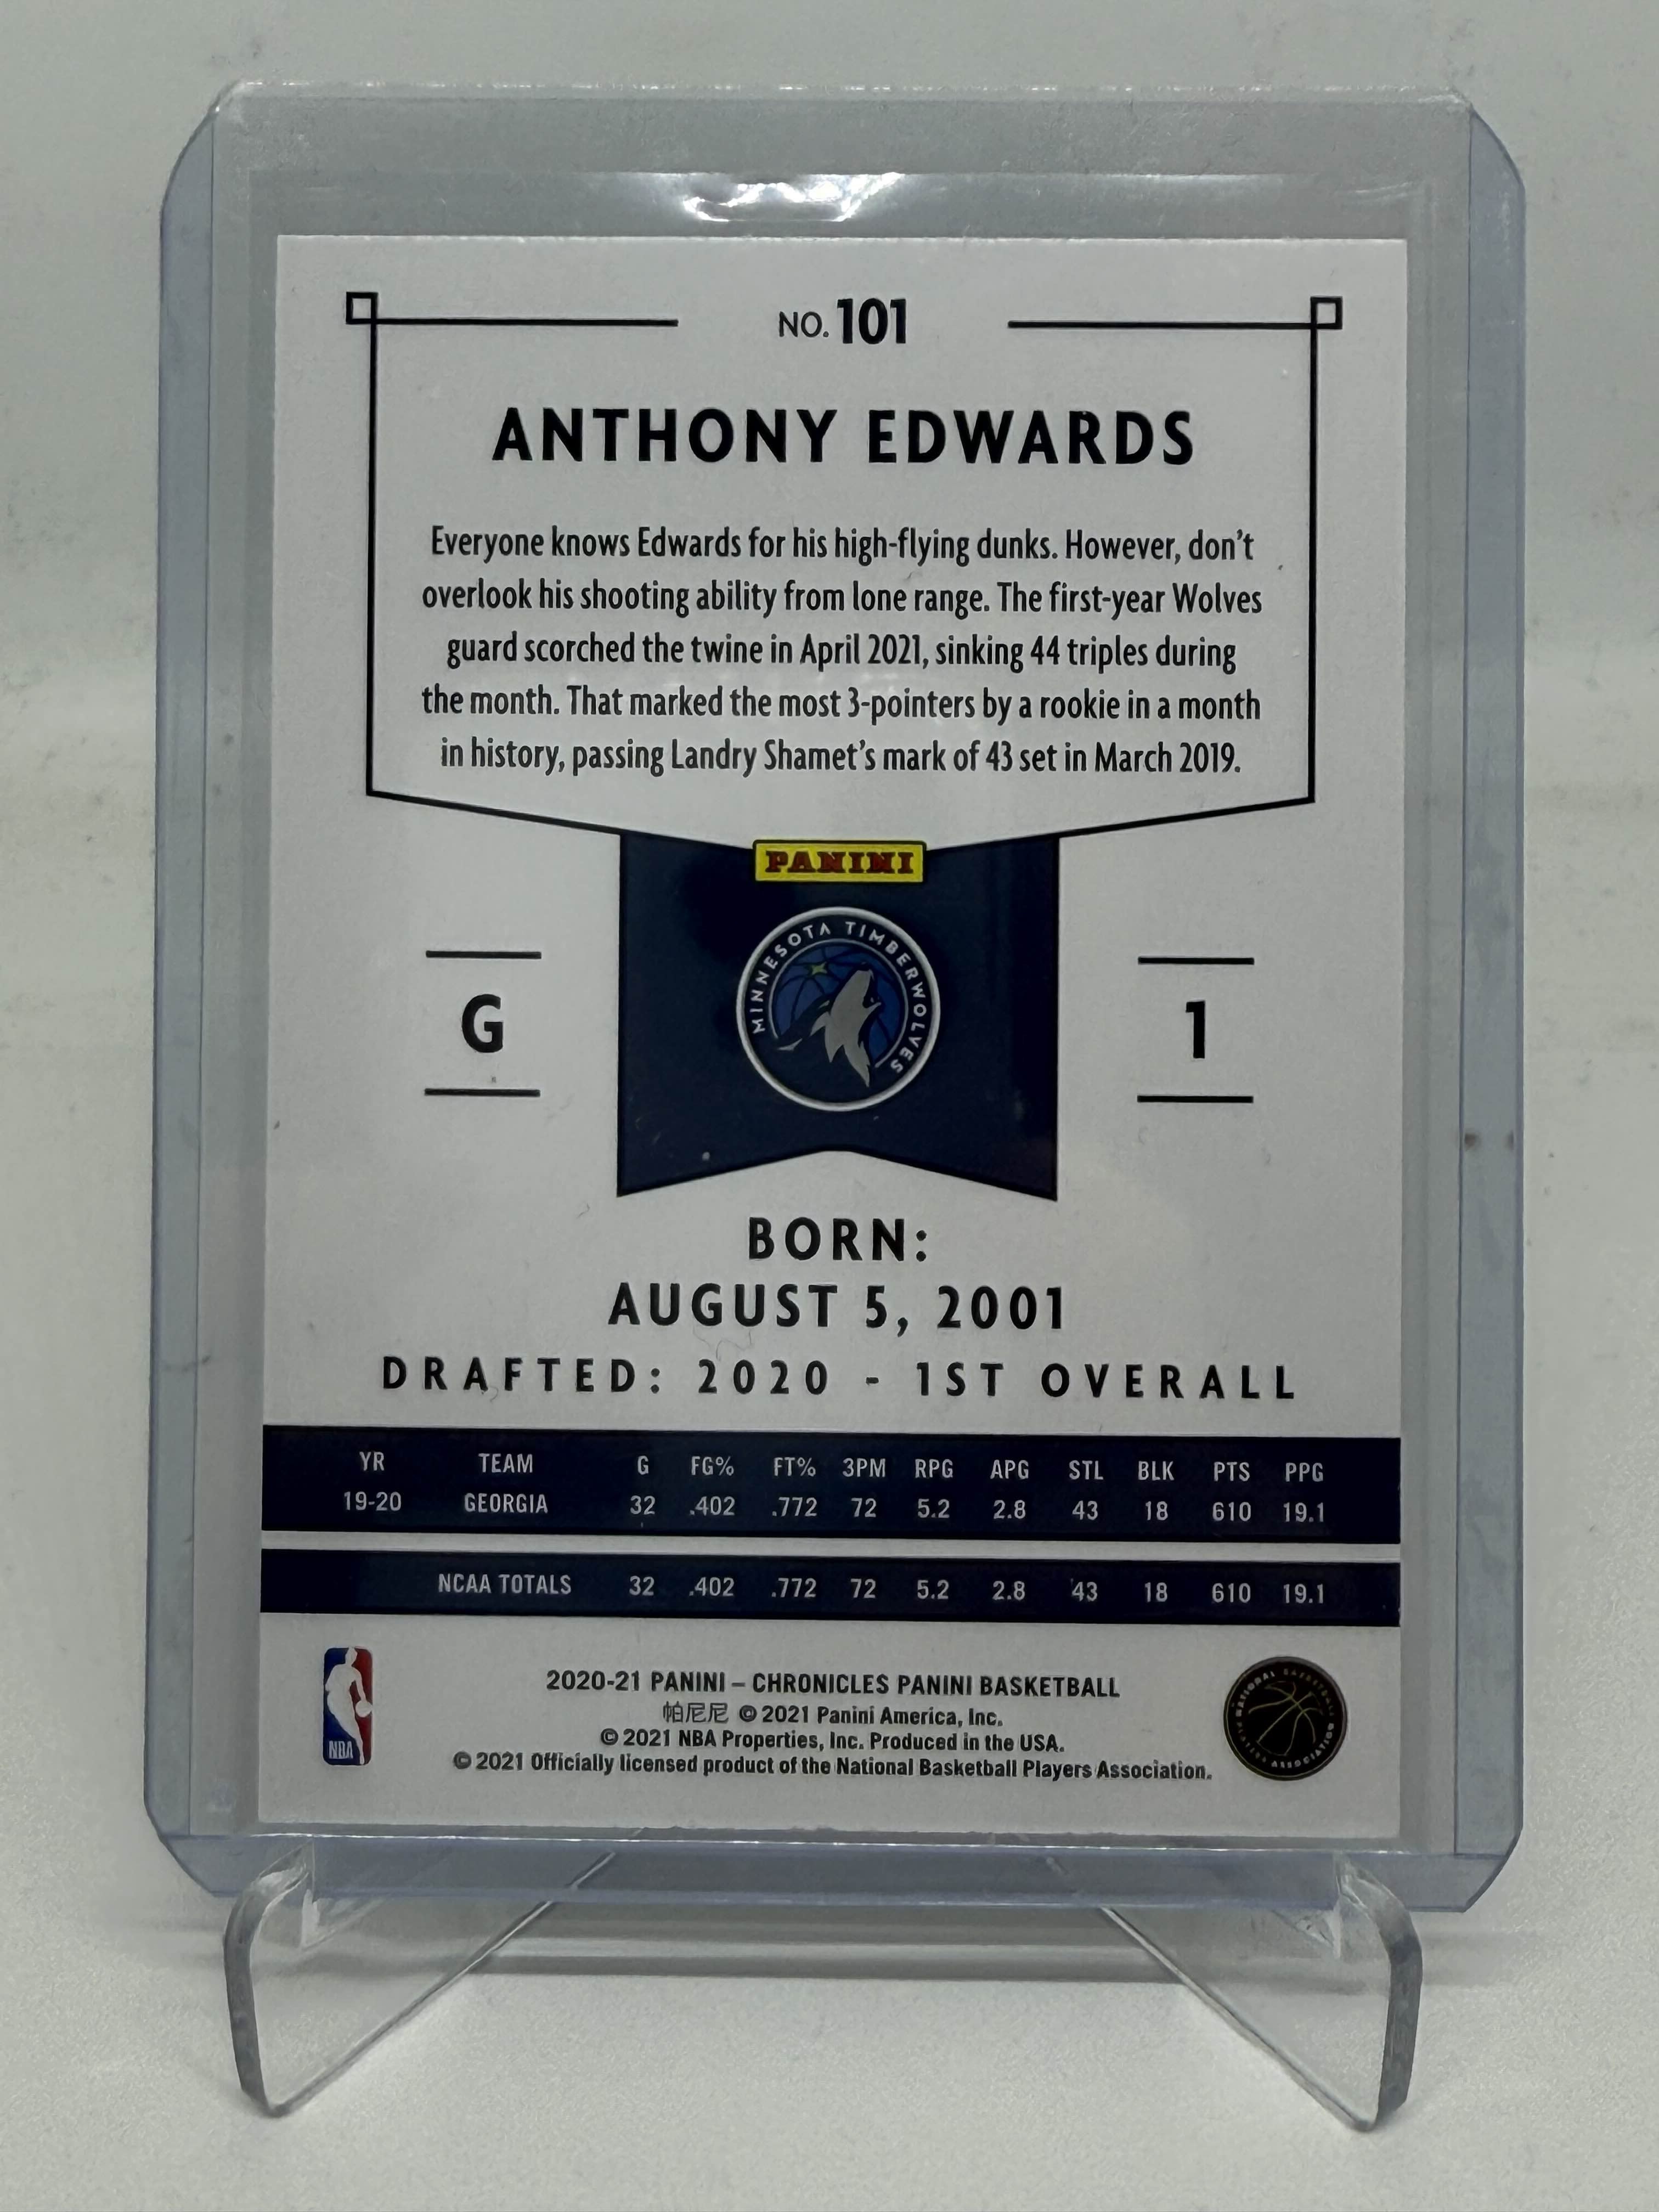 NO. 101
ANTHONY EDWARDS
Everyone knows Edwards for his high-flying dunks. However, don't
overlook his shooting ability from lone range. The first-year Wolves
guard scorched the twine in April 2021, sinking 44 triples during
the month. That marked the most 3-pointers by a rookie in a month
in history, passing Landry Shamet's mark of 43 set in March 2019.
PANINI
MINNESOTA TIMBERWOLVES
G
1
BORN:
AUGUST 5, 2001
DRAFTED: 2020 - 1ST OVERALL
YR TEAM G FG% FT% 3PM RPG APG STL BLK PTS PPG
19-20 GEORGIA 32 .402 .772 72 5.2 2.8 43 18 610 19.1
NCAA TOTALS 32 .402 .772 72 5.2 2.8 43 18 610 19.1
NBA
2020-21 PANINI – CHRONICLES PANINI BASKETBALL
帕尼尼 © 2021 Panini America, Inc.
© 2021 NBA Properties, Inc. Produced in the USA.
© 2021 Officially licensed product of the National Basketball Players Association.
NATIONAL BASKETBALL PLAYERS ASSOCIATION